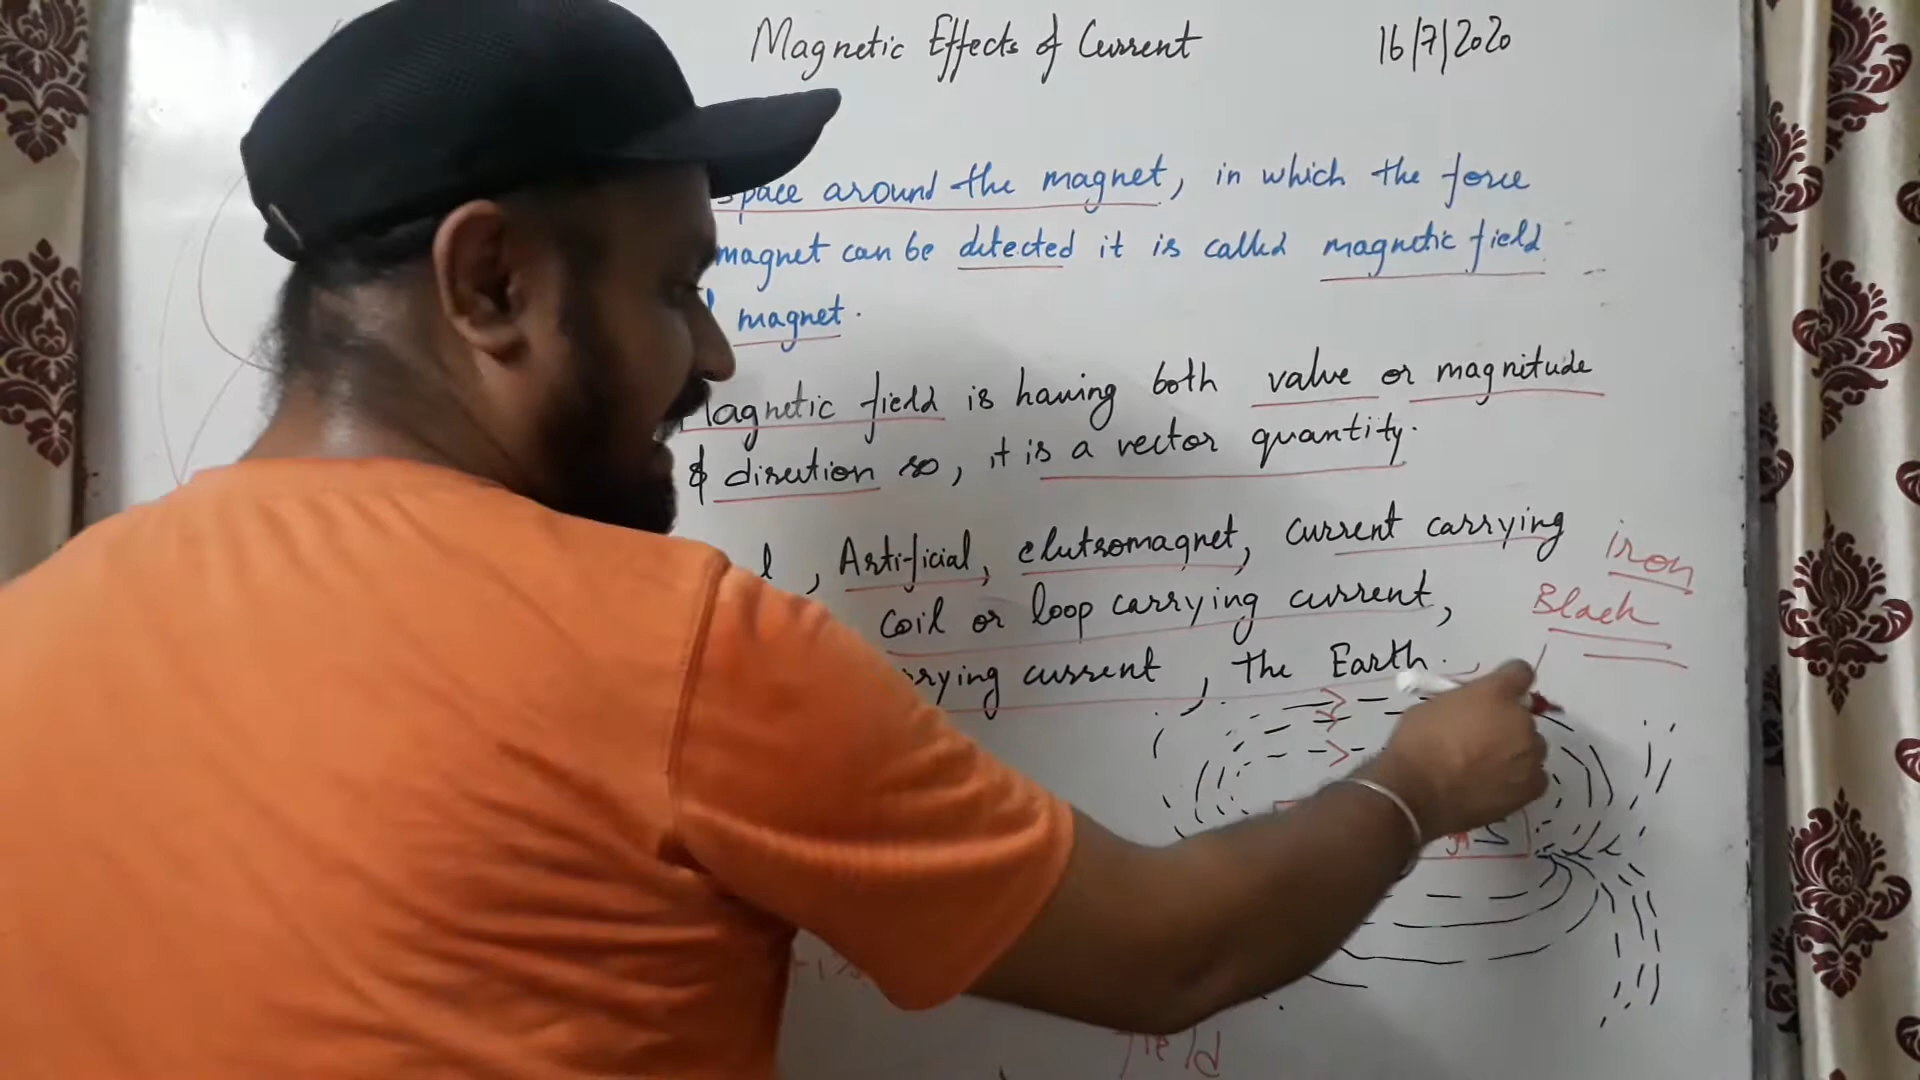 Magnetic Effects of Current 16/7/2020
space around the magnet, in which the force
magnet can be detected it is called magnetic field
magnet.
Magnetic field is having both value or magnitude
& direction so, it is a vector quantity.
, Artificial, electromagnet, current carrying
iron
coil or loop carrying current,
Black
rying current, the Earth.
S
field